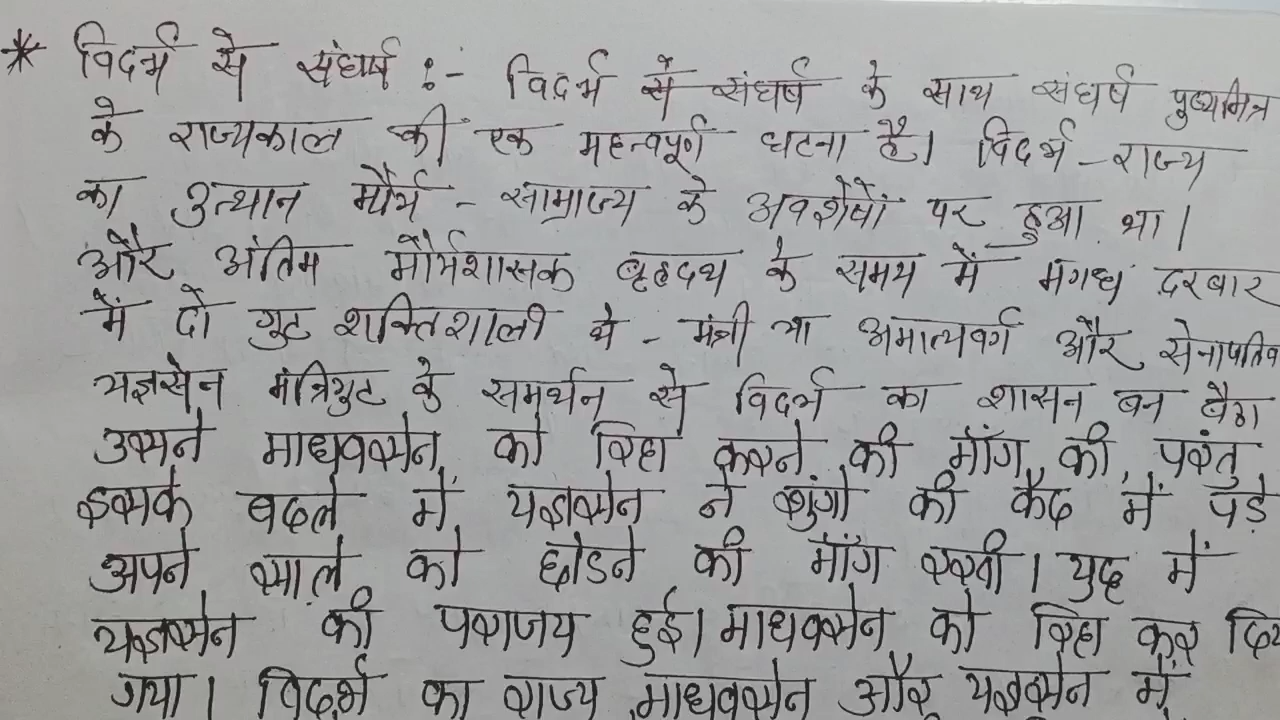 * विदर्भ से संघर्ष :- विदर्भ से संघर्ष के साथ संघर्ष पुष्यमित्र
के राज्यकाल की एक महत्वपूर्ण घटना है। विदर्भ - राज्य
का उत्थान मौर्य - साम्राज्य के अवशेषों पर हुआ था।
और अंतिम मौर्यशासक बृहदथ के समय में मगध दरबार
में दो गुट शक्तिशाली थे - मंत्री या अमात्यवर्ग और सेनापतिव
यज्ञसेन मंत्रिगुट के समर्थन से विदर्भ का शासन बन बैठा
उसने माधवसेन को रिहा करने की माँग की, परंतु
इसके बदले में यज्ञसेन ने शुंगो की कैद में पड़े
अपने साले को छोडने की माँग रखी। युद्ध में
यज्ञसेन की पराजय हुई। माधवसेन को रिहा कर दिय
गया। विदर्भ का राज्य माधवसेन और यज्ञसेन में